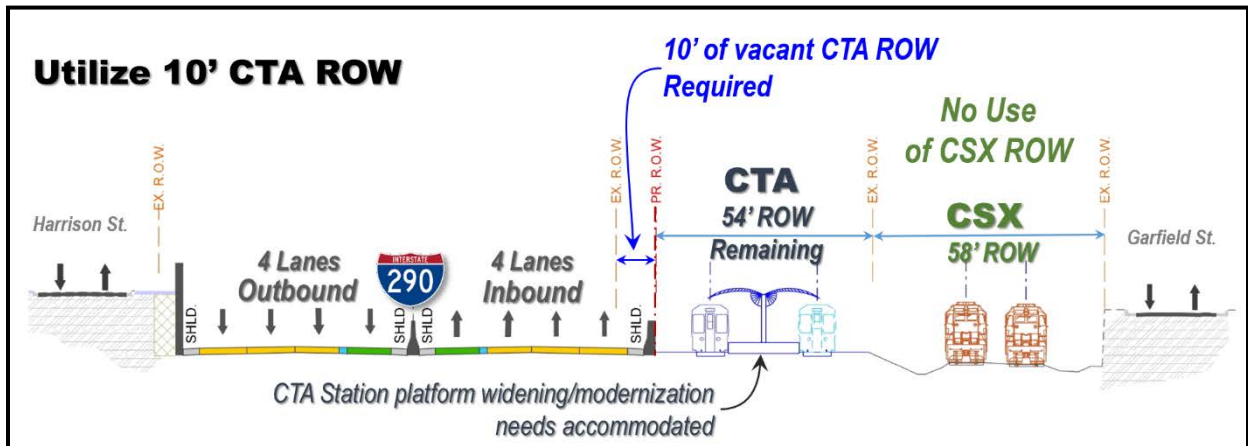 Utilize 10’ CTA ROW
10’ of vacant CTA ROW
Required
No Use
of CSX ROW
EX. R.O.W.
EX. R.O.W.
PR. R.O.W.
EX. R.O.W.
EX. R.O.W.
Harrison St.
CTA
54’ ROW
Remaining
CSX
58’ ROW
Garfield St.
4 Lanes
Outbound
INTERSTATE
290
4 Lanes
Inbound
SHLD.
SHLD.
SHLD.
SHLD.
CTA Station platform widening/modernization
needs accommodated